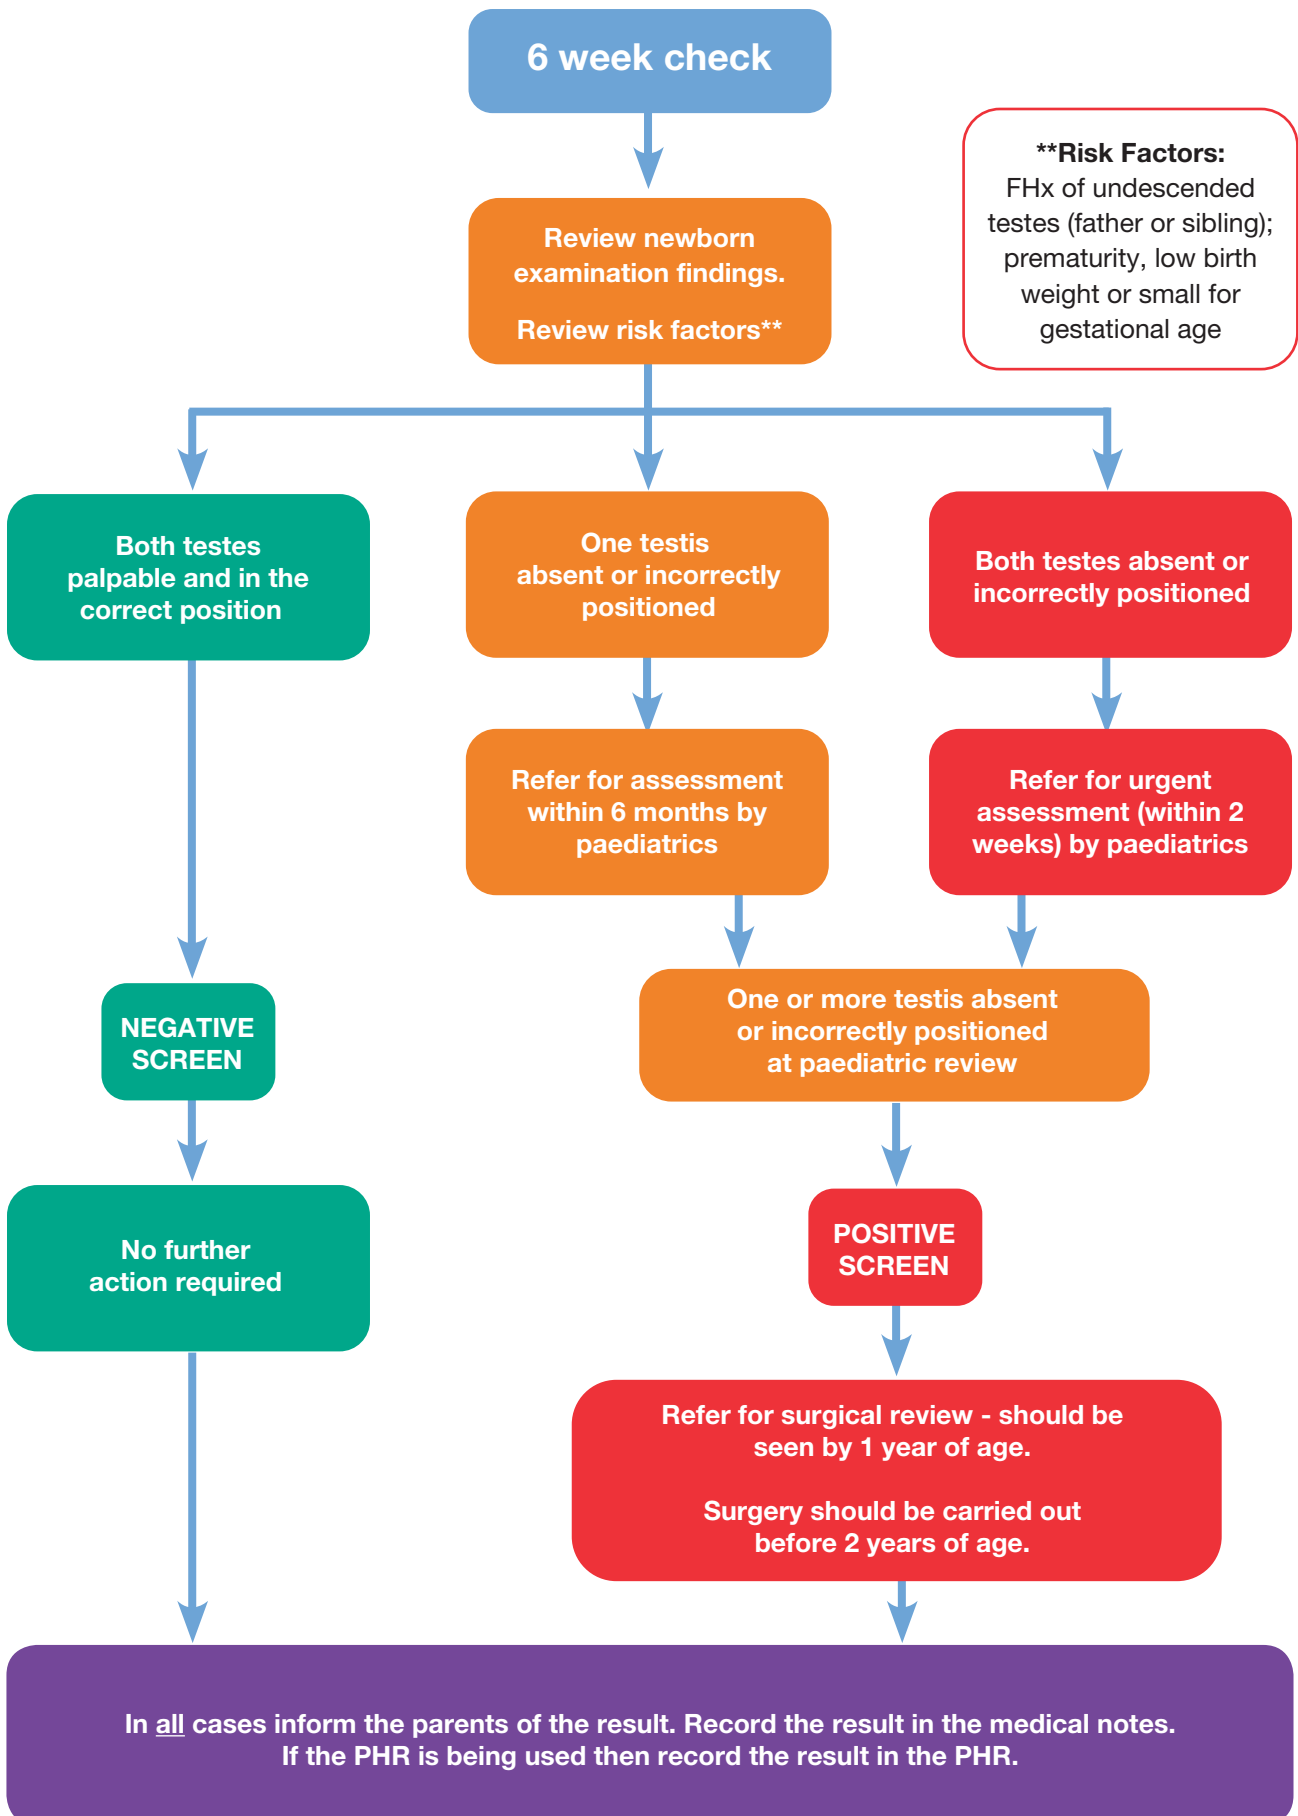 6 week check
**Risk Factors:
FHx of undescended
testes (father or sibling);
prematurity, low birth
weight or small for
gestational age
Review newborn
examination findings.
Review risk factors**
Both testes
palpable and in the
correct position
One testis
absent or incorrectly
positioned
Both testes absent or
incorrectly positioned
Refer for assessment
within 6 months by
paediatrics
Refer for urgent
assessment (within 2
weeks) by paediatrics
NEGATIVE
SCREEN
One or more testis absent
or incorrectly positioned
at paediatric review
No further
action required
POSITIVE
SCREEN
Refer for surgical review - should be
seen by 1 year of age.
Surgery should be carried out
before 2 years of age.
In all cases inform the parents of the result. Record the result in the medical notes.
If the PHR is being used then record the result in the PHR.